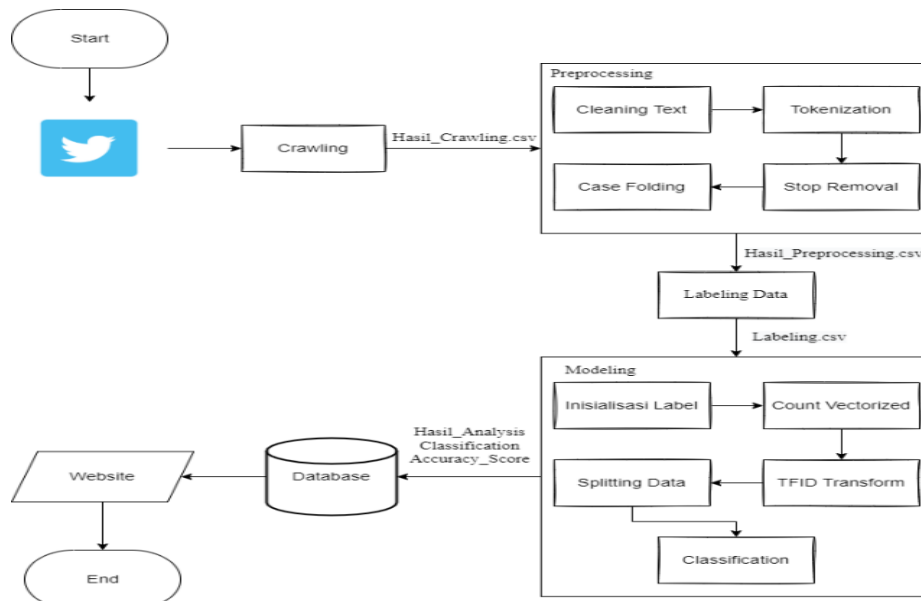 Start
Crawling
Hasil_Crawling.csv
Preprocessing
Cleaning Text
Tokenization
Case Folding
Stop Removal
Hasil_Preprocessing.csv
Labeling Data
Labeling.csv
Modeling
Inisialisasi Label
Count Vectorized
Splitting Data
TFID Transform
Classification
Hasil_Analysis
Classification
Accuracy_Score
Database
Website
End